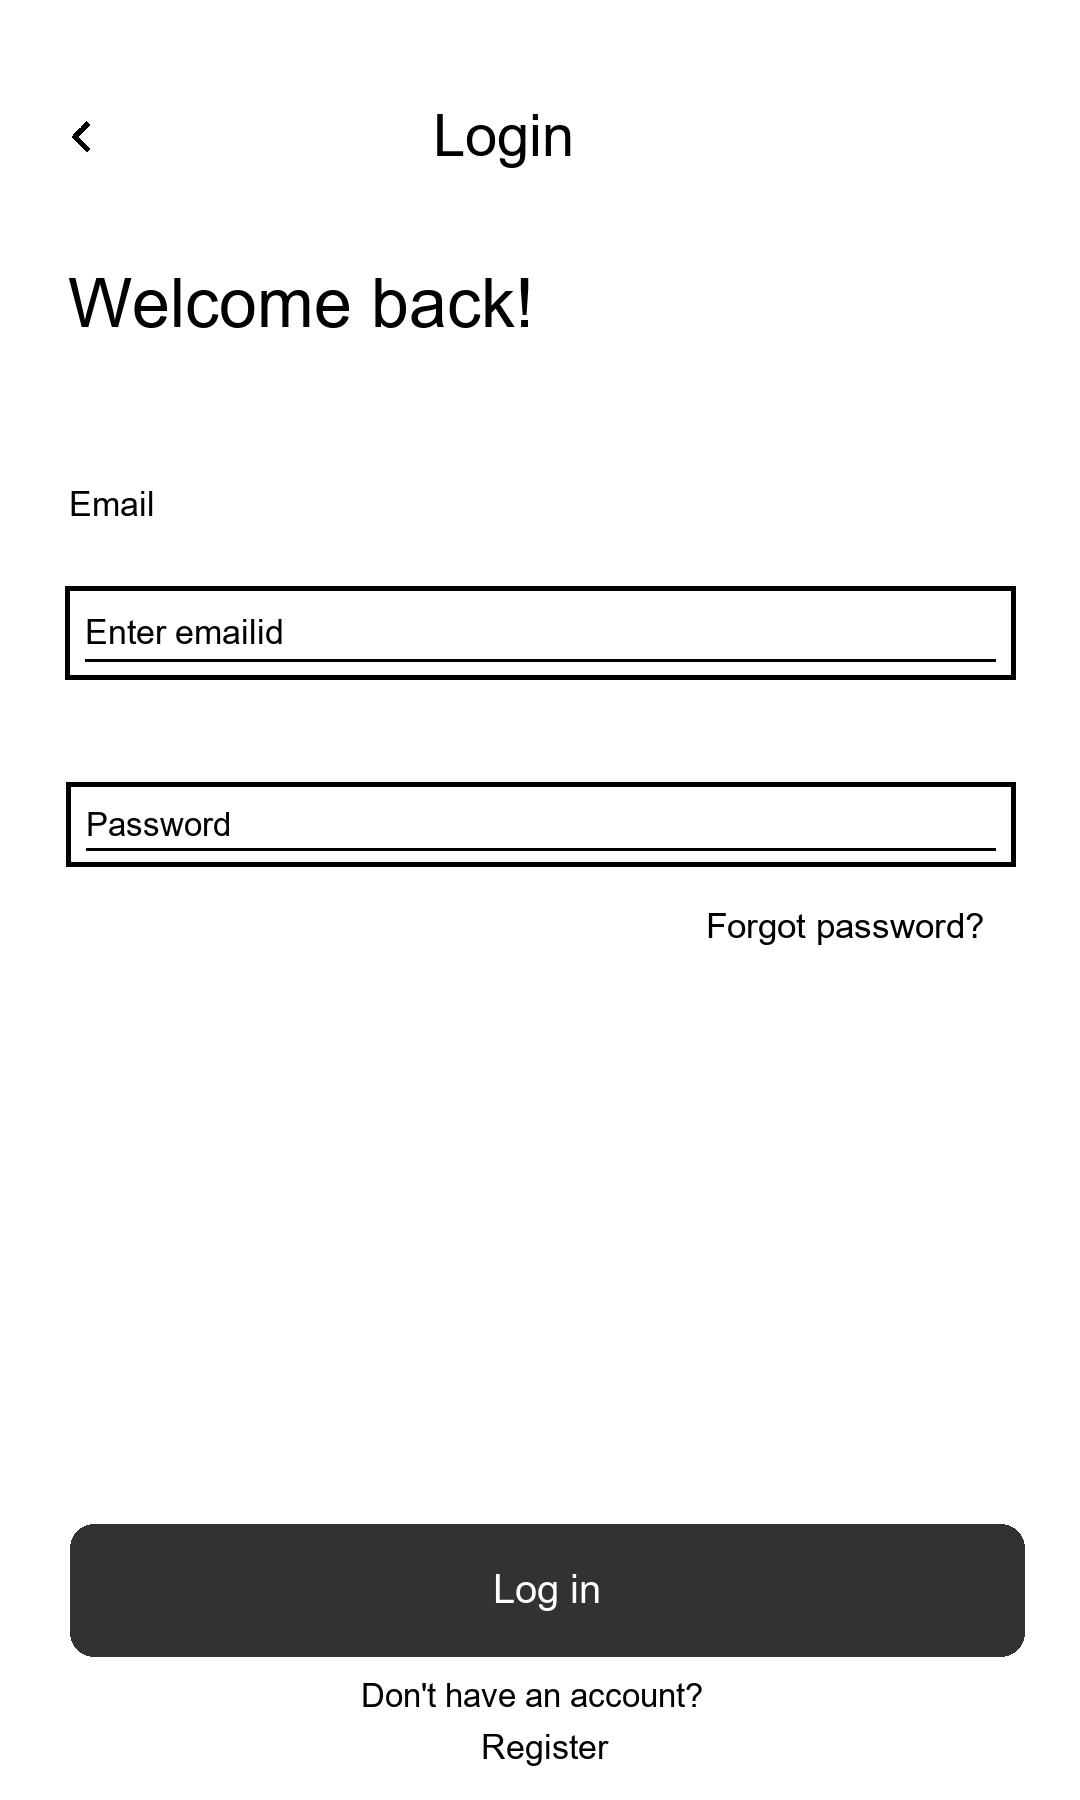 Login
Welcome back!
Email
Enter emailid
Password
Forgot password?
Log in
Don't have an account?
Register